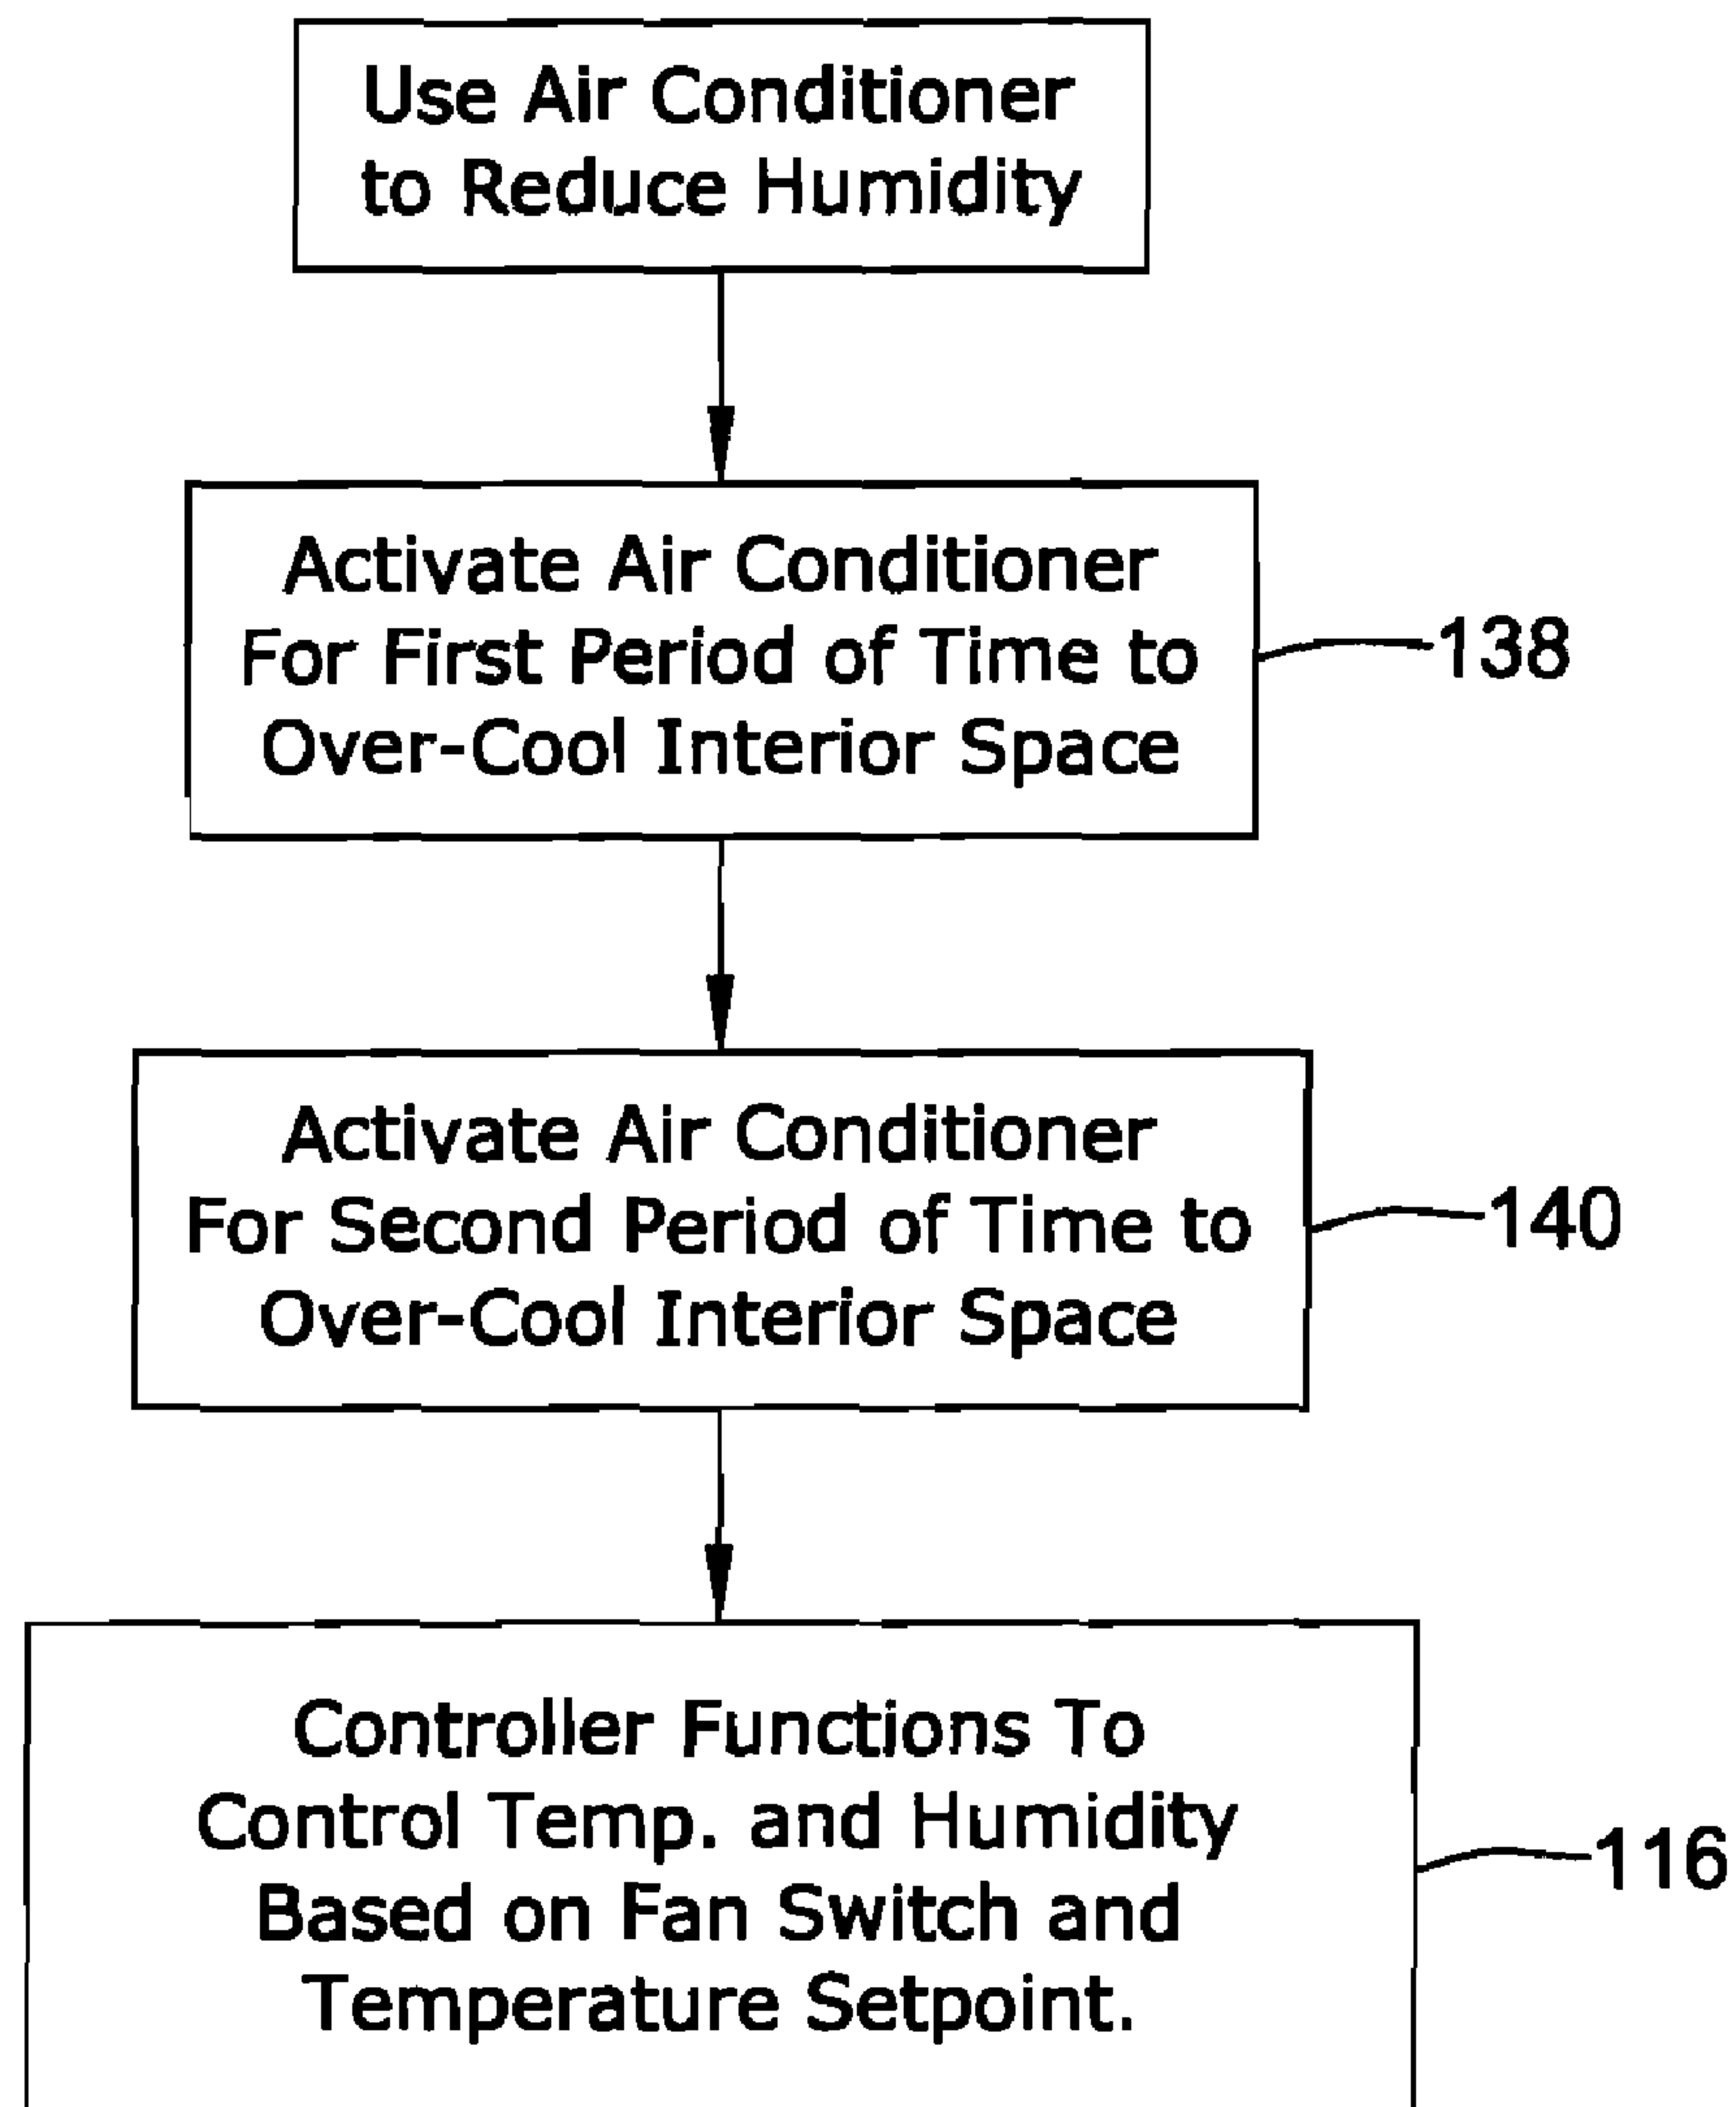 Use Air Conditioner
to Reduce Humidity
Activate Air Conditioner
For First Period of Time to
Over-Cool Interior Space
138
Activate Air Conditioner
For Second Period of Time to
Over-Cool Interior Space
140
Controller Functions To
Control Temp. and Humidity
Based on Fan Switch and
Temperature Setpoint.
116